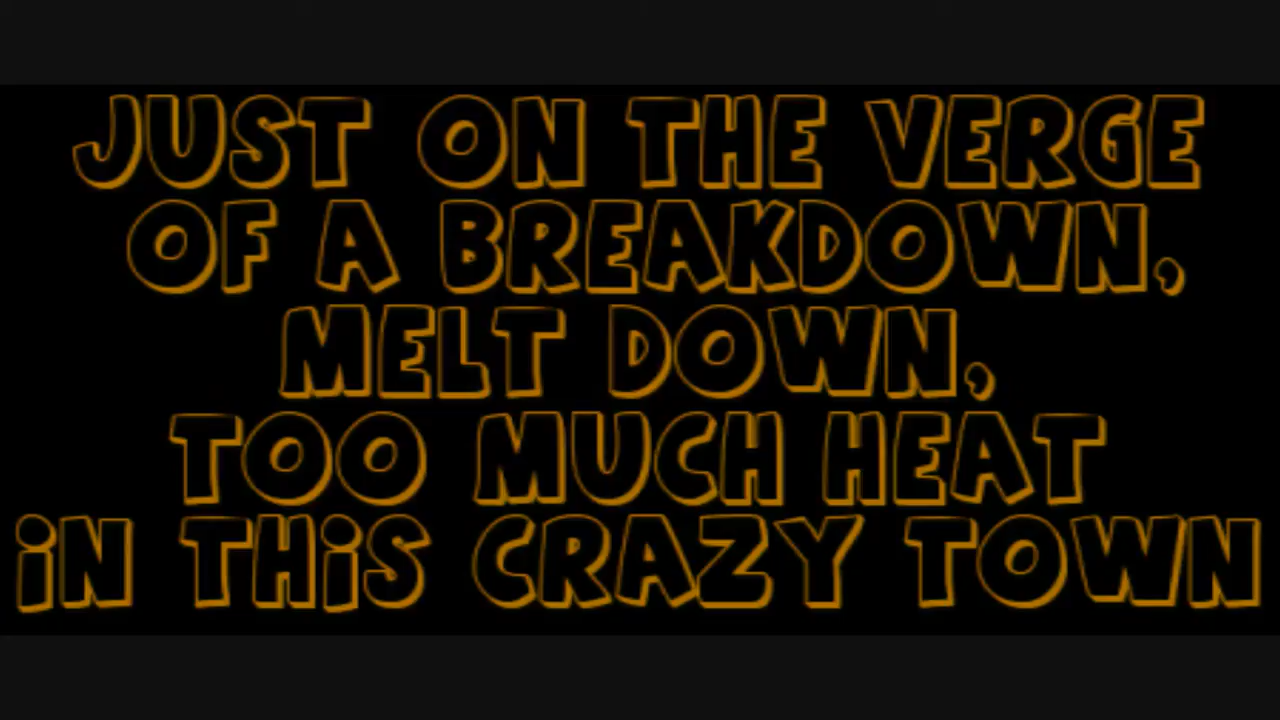 JUST ON THE VERGE
OF A BREAKDOWN,
MELT DOWN,
TOO MUCH HEAT
iN THiS CRAZY TOWN